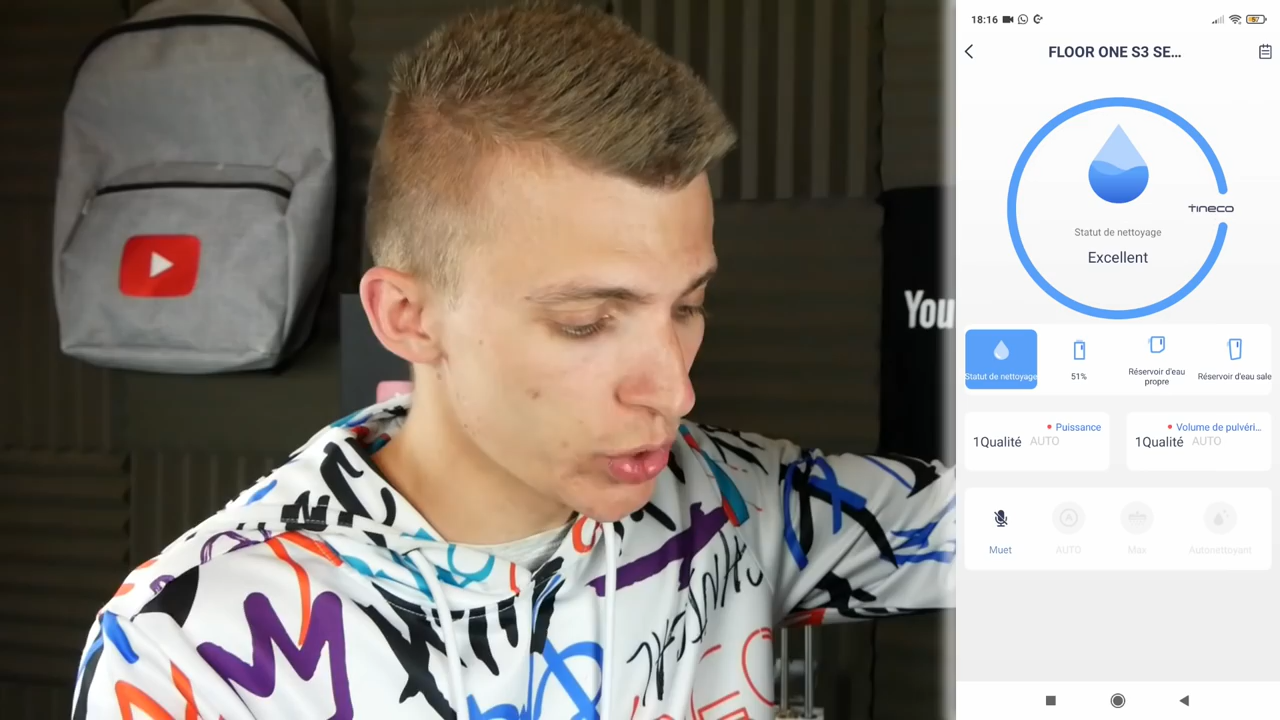 18:16
57
FLOOR ONE S3 SE...
tineco
Statut de nettoyage
Excellent
Statut de nettoyage
51%
Réservoir d'eau
propre
Réservoir d'eau sale
Puissance
1Qualité AUTO
Volume de pulvéri...
1Qualité AUTO
Muet
AUTO
Max
Autonettoyant
You